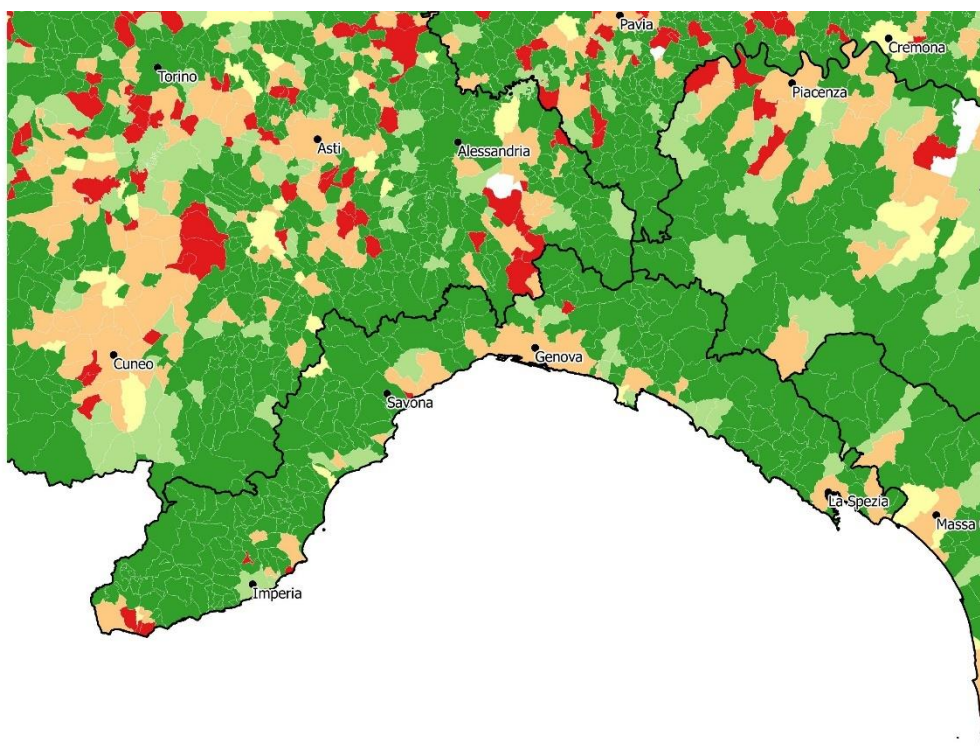 Pavia
Cremona
Torino
Piacenza
Asti
Alessandria
Cuneo
Genova
Savona
La Spezia
Massa
Imperia